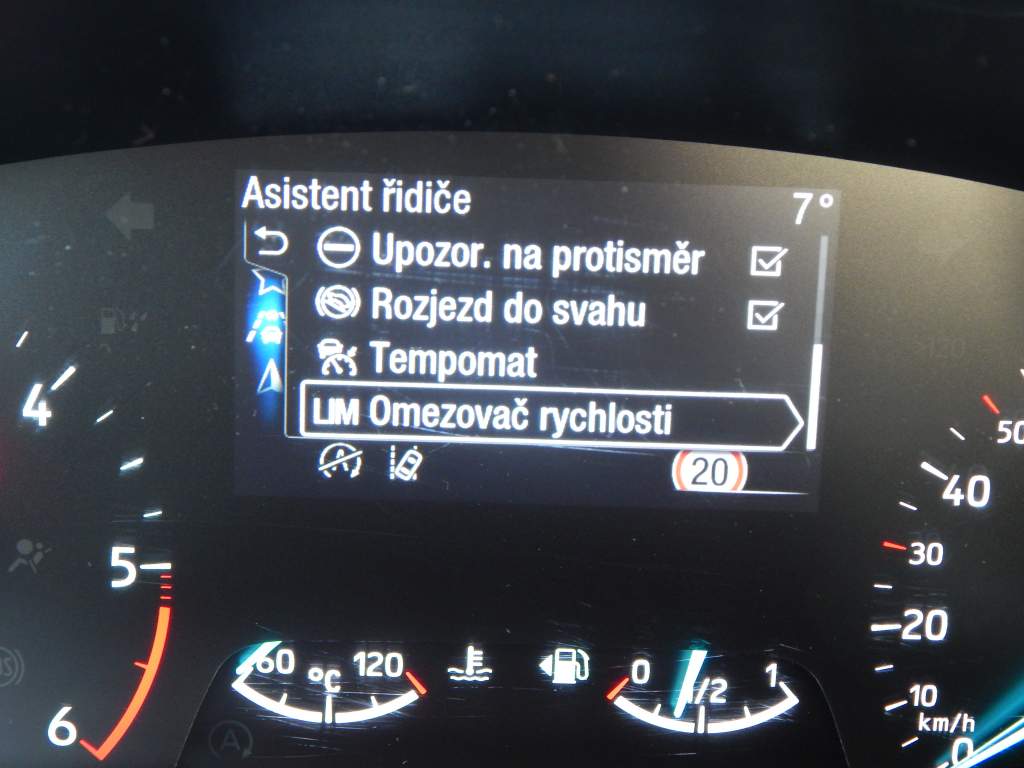 Asistent řidiče 7°
Upozor. na protisměr
Rozjezd do svahu
Tempomat
LIM Omezovač rychlosti
20
4
5
6
60 °C 120
0 1/2 1
50
40
30
20
10
km/h
0